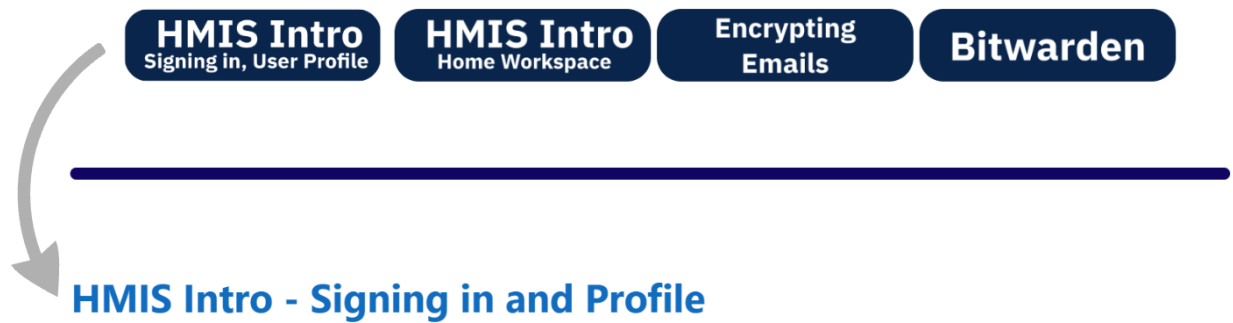 HMIS Intro
Signing in, User Profile
HMIS Intro
Home Workspace
Encrypting
Emails
Bitwarden
HMIS Intro - Signing in and Profile